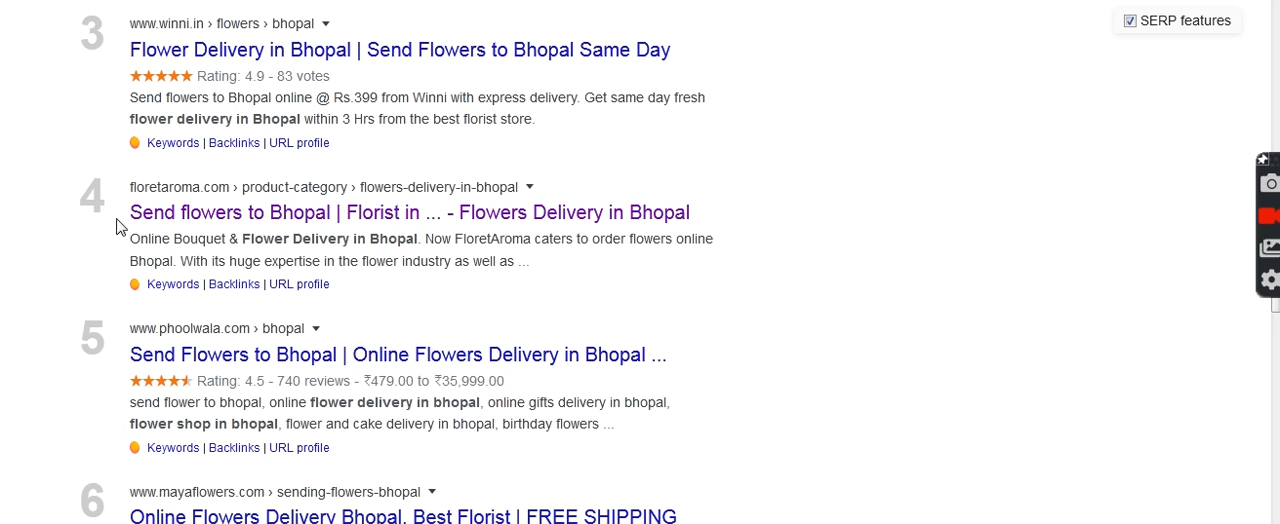 SERP features
3
www.winni.in › flowers › bhopal
Flower Delivery in Bhopal | Send Flowers to Bhopal Same Day
Rating: 4.9 - 83 votes
Send flowers to Bhopal online @ Rs.399 from Winni with express delivery. Get same day fresh
flower delivery in Bhopal within 3 Hrs from the best florist store.
Keywords | Backlinks | URL profile
4
floretaroma.com › product-category › flowers-delivery-in-bhopal
Send flowers to Bhopal | Florist in ... - Flowers Delivery in Bhopal
Online Bouquet & Flower Delivery in Bhopal. Now FloretAroma caters to order flowers online
Bhopal. With its huge expertise in the flower industry as well as ...
Keywords | Backlinks | URL profile
5
www.phoolwala.com › bhopal
Send Flowers to Bhopal | Online Flowers Delivery in Bhopal ...
Rating: 4.5 - 740 reviews - ₹479.00 to ₹35,999.00
send flower to bhopal, online flower delivery in bhopal, online gifts delivery in bhopal,
flower shop in bhopal, flower and cake delivery in bhopal, birthday flowers ...
Keywords | Backlinks | URL profile
6
www.mayaflowers.com › sending-flowers-bhopal
Online Flowers Delivery Bhopal, Best Florist | FREE SHIPPING